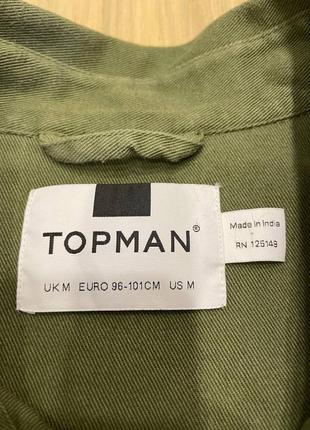 TOPMAN®
UK M EURO 96-101CM US M
Made in India
RN 125149